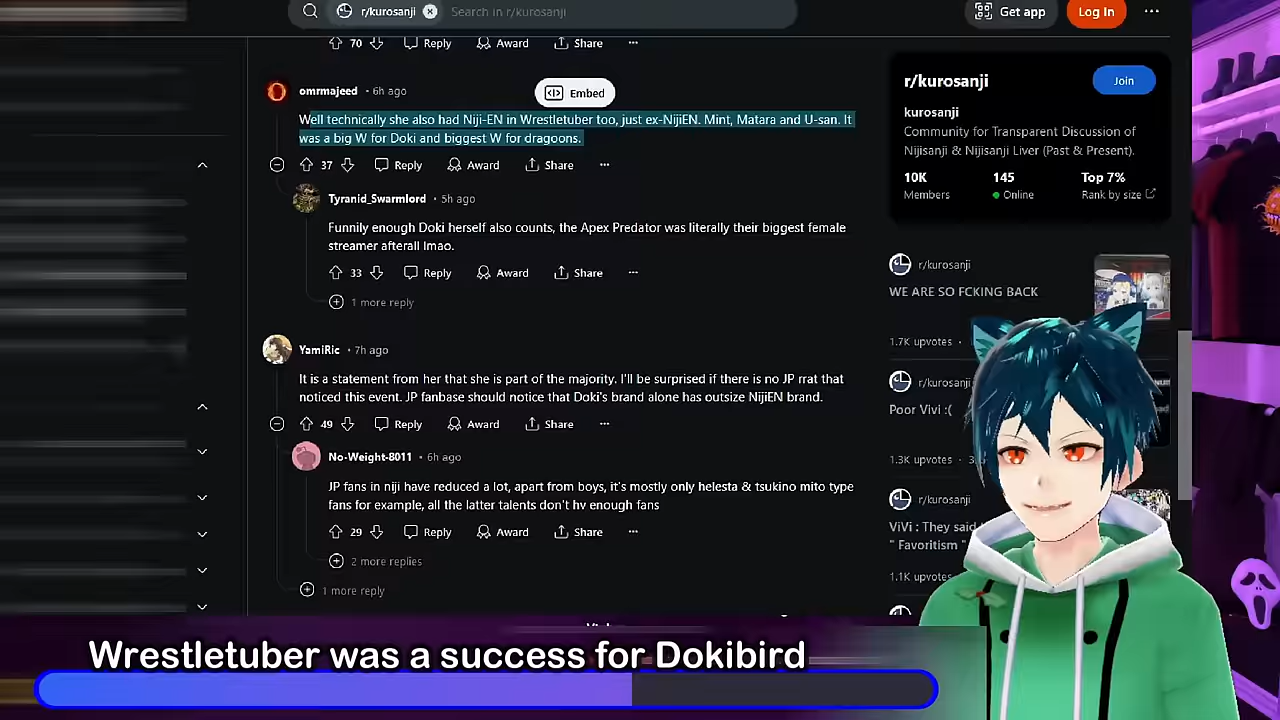 r/kurosanji
Search in r/kurosanji
Get app
Log In
70
Reply
Award
Share
omrmajeed • 6h ago
Embed
Well technically she also had Niji-EN in Wrestletuber too, just ex-NijiEN. Mint, Matara and U-san. It
was a big W for Doki and biggest W for dragoons.
37
Reply
Award
Share
Tyranid_Swarmlord • 5h ago
Funnily enough Doki herself also counts, the Apex Predator was literally their biggest female
streamer afterall lmao.
33
Reply
Award
Share
1 more reply
YamiRic • 7h ago
It is a statement from her that she is part of the majority. I'll be surprised if there is no JP rrat that
noticed this event. JP fanbase should notice that Doki's brand alone has outsize NijiEN brand.
49
Reply
Award
Share
No-Weight-8011 • 6h ago
JP fans in niji have reduced a lot, apart from boys, it's mostly only helesta & tsukino mito type
fans for example, all the latter talents don't hv enough fans
29
Reply
Award
Share
2 more replies
1 more reply
r/kurosanji
Join
kurosanji
Community for Transparent Discussion of
Nijisanji & Nijisanji Liver (Past & Present).
10K
145
Top 7%
Members
Online
Rank by size
r/kurosanji
WE ARE SO FCKING BACK
1.7K upvotes •
r/kurosanji
Poor Vivi :(
1.3K upvotes •
r/kurosanji
ViVi : They said
" Favoritism "
1.1K upvotes
Wrestletuber was a success for Dokibird